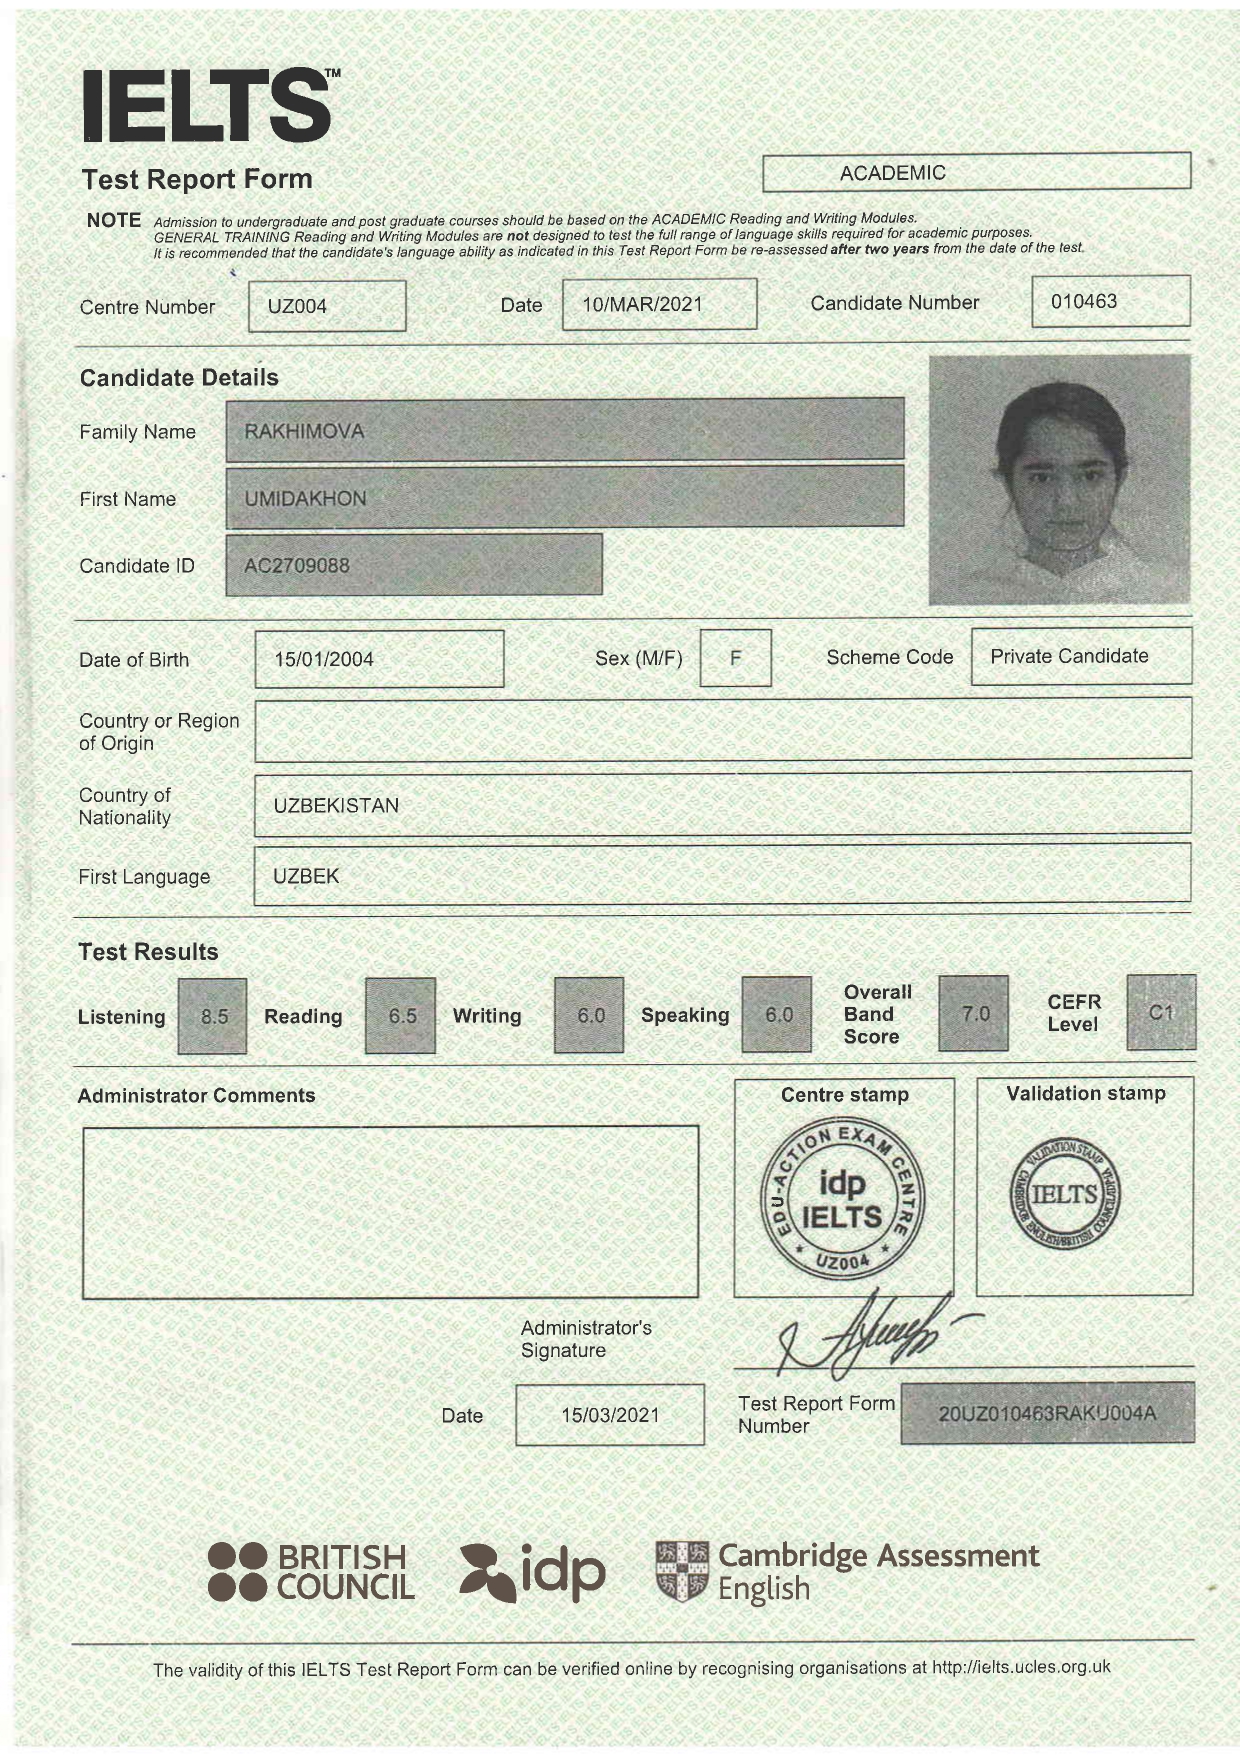 IELTS™
Test Report Form
ACADEMIC
NOTE Admission to undergraduate and post graduate courses should be based on the ACADEMIC Reading and Writing Modules.
GENERAL TRAINING Reading and Writing Modules are not designed to test the full range of language skills required for academic purposes.
It is recommended that the candidate's language ability as indicated in this Test Report Form be re-assessed after two years from the date of the test.
Centre Number UZ004 Date 10/MAR/2021 Candidate Number 010463
Candidate Details
Family Name RAKHIMOVA
First Name UMIDAKHON
Candidate ID AC2709088
Date of Birth 15/01/2004 Sex (M/F) F Scheme Code Private Candidate
Country or Region
of Origin
Country of
Nationality UZBEKISTAN
First Language UZBEK
Test Results
Listening 8.5 Reading 6.5 Writing 6.0 Speaking 6.0 Overall Band Score 7.0 CEFR Level C1
Administrator Comments
Centre stamp
EDU-ACTION EXAM CENTRE
idp
IELTS
UZ004
Validation stamp
VALIDATION STAMP
IELTS
CAMBRIDGE ENGLISH/BRITISH COUNCIL/IDP:IA
Administrator's
Signature
Date 15/03/2021
Test Report Form
Number 20UZ010463RAKU004A
BRITISH
COUNCIL
idp
Cambridge Assessment
English
The validity of this IELTS Test Report Form can be verified online by recognising organisations at http://ielts.ucles.org.uk